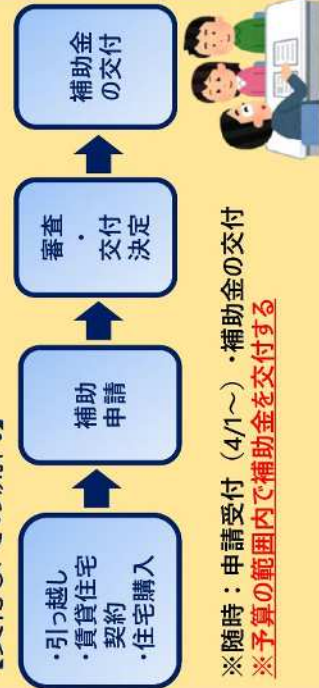 ・引っ越し
・賃貸住宅
契約
・住宅購入
補助
申請
審査
・
交付
決定
補助金
の交付
※随時：申請受付（4/1～）・補助金の交付
※予算の範囲内で補助金を交付する